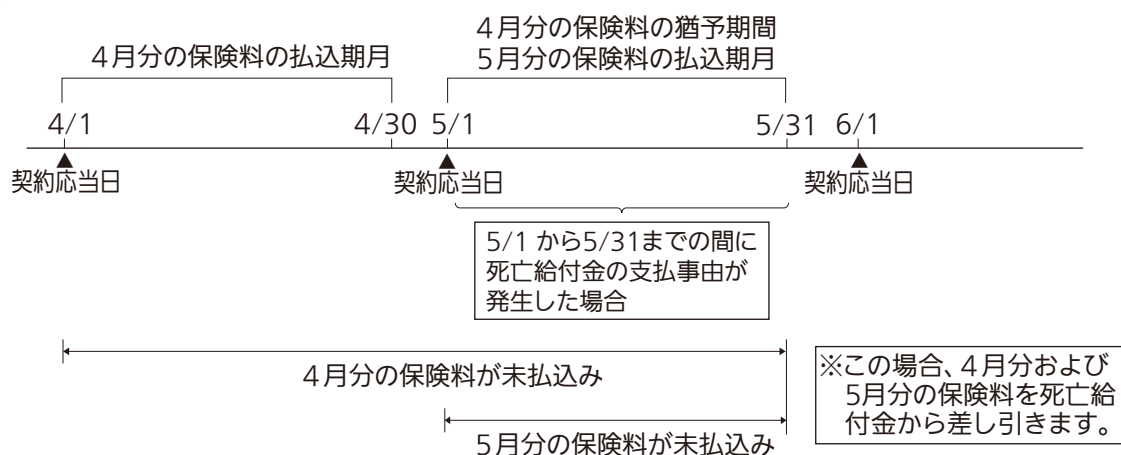 4月分の保険料の猶予期間
4月分の保険料の払込期月
5月分の保険料の払込期月
4/1
4/30
5/1
5/31
6/1
▲
▲
▲
契約応当日
契約応当日
契約応当日
5/1 から5/31までの間に
死亡給付金の支払事由が
発生した場合
4月分の保険料が未払込み
5月分の保険料が未払込み
※この場合、4月分および
5月分の保険料を死亡給
付金から差し引きます。